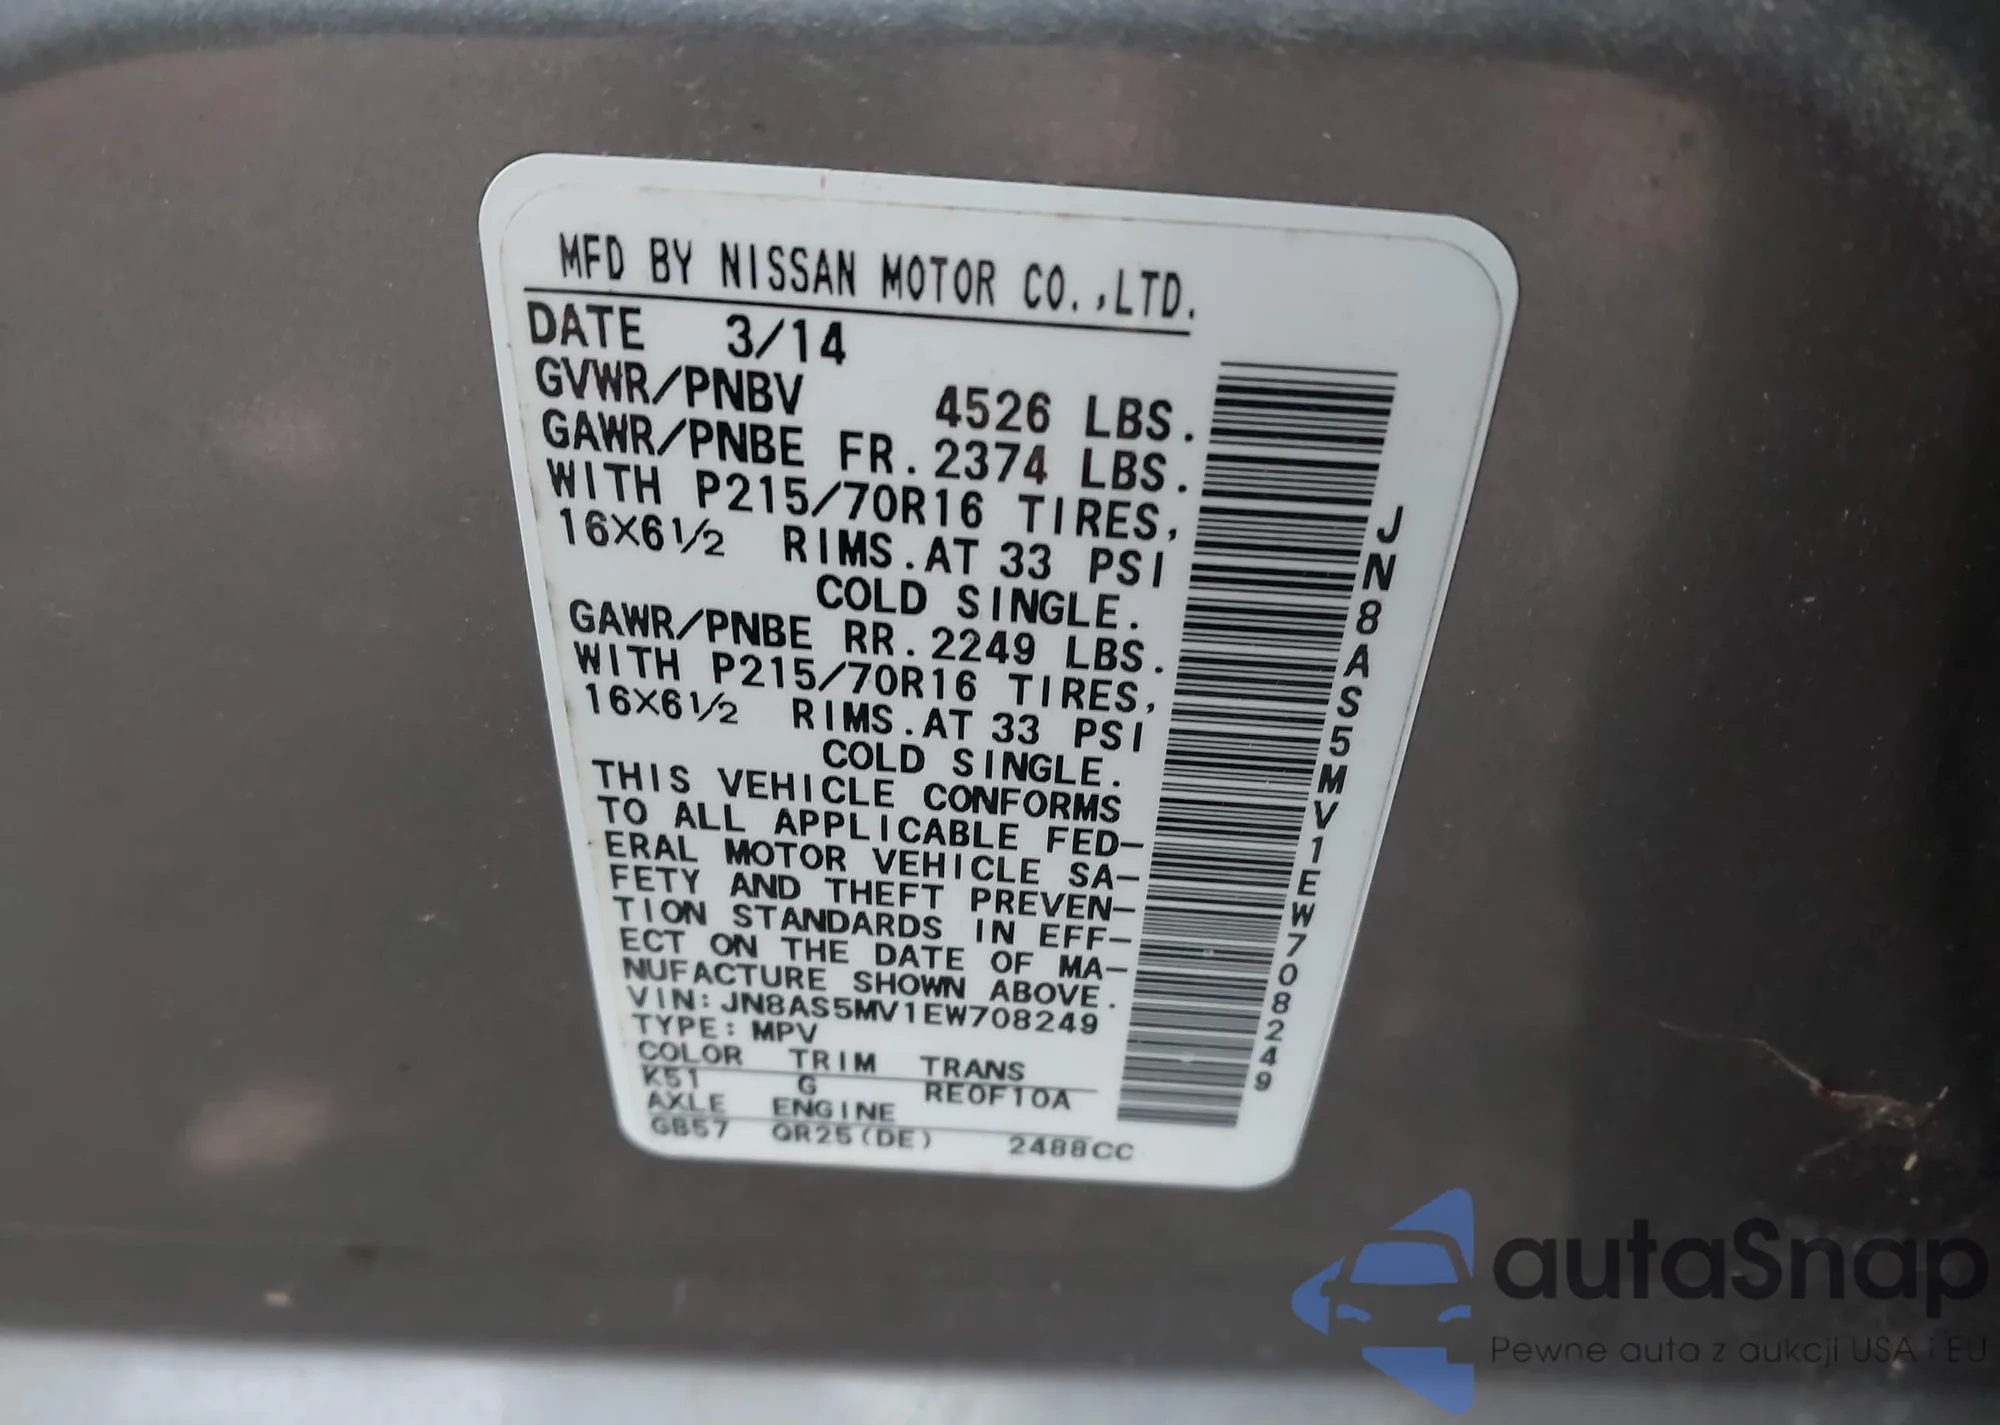 MFD BY NISSAN MOTOR CO.,LTD.
DATE 3/14
GVWR/PNBV 4526 LBS.
GAWR/PNBE FR.2374 LBS.
WITH P215/70R16 TIRES,
16X6 1/2 RIMS.AT 33 PSI
COLD SINGLE.
GAWR/PNBE RR.2249 LBS.
WITH P215/70R16 TIRES,
16X6 1/2 RIMS.AT 33 PSI
COLD SINGLE.
THIS VEHICLE CONFORMS
TO ALL APPLICABLE FED-
ERAL MOTOR VEHICLE SA-
FETY AND THEFT PREVEN-
TION STANDARDS IN EFF-
ECT ON THE DATE OF MA-
NUFACTURE SHOWN ABOVE.
VIN:JN8AS5MV1EW708249
TYPE:MPV
COLOR TRIM TRANS
K51 G RE0F10A
AXLE ENGINE
GB57 QR25(DE) 2488CC
JN8AS5MV1EW708249
autaSnap
Pewne auta z aukcji USA i EU